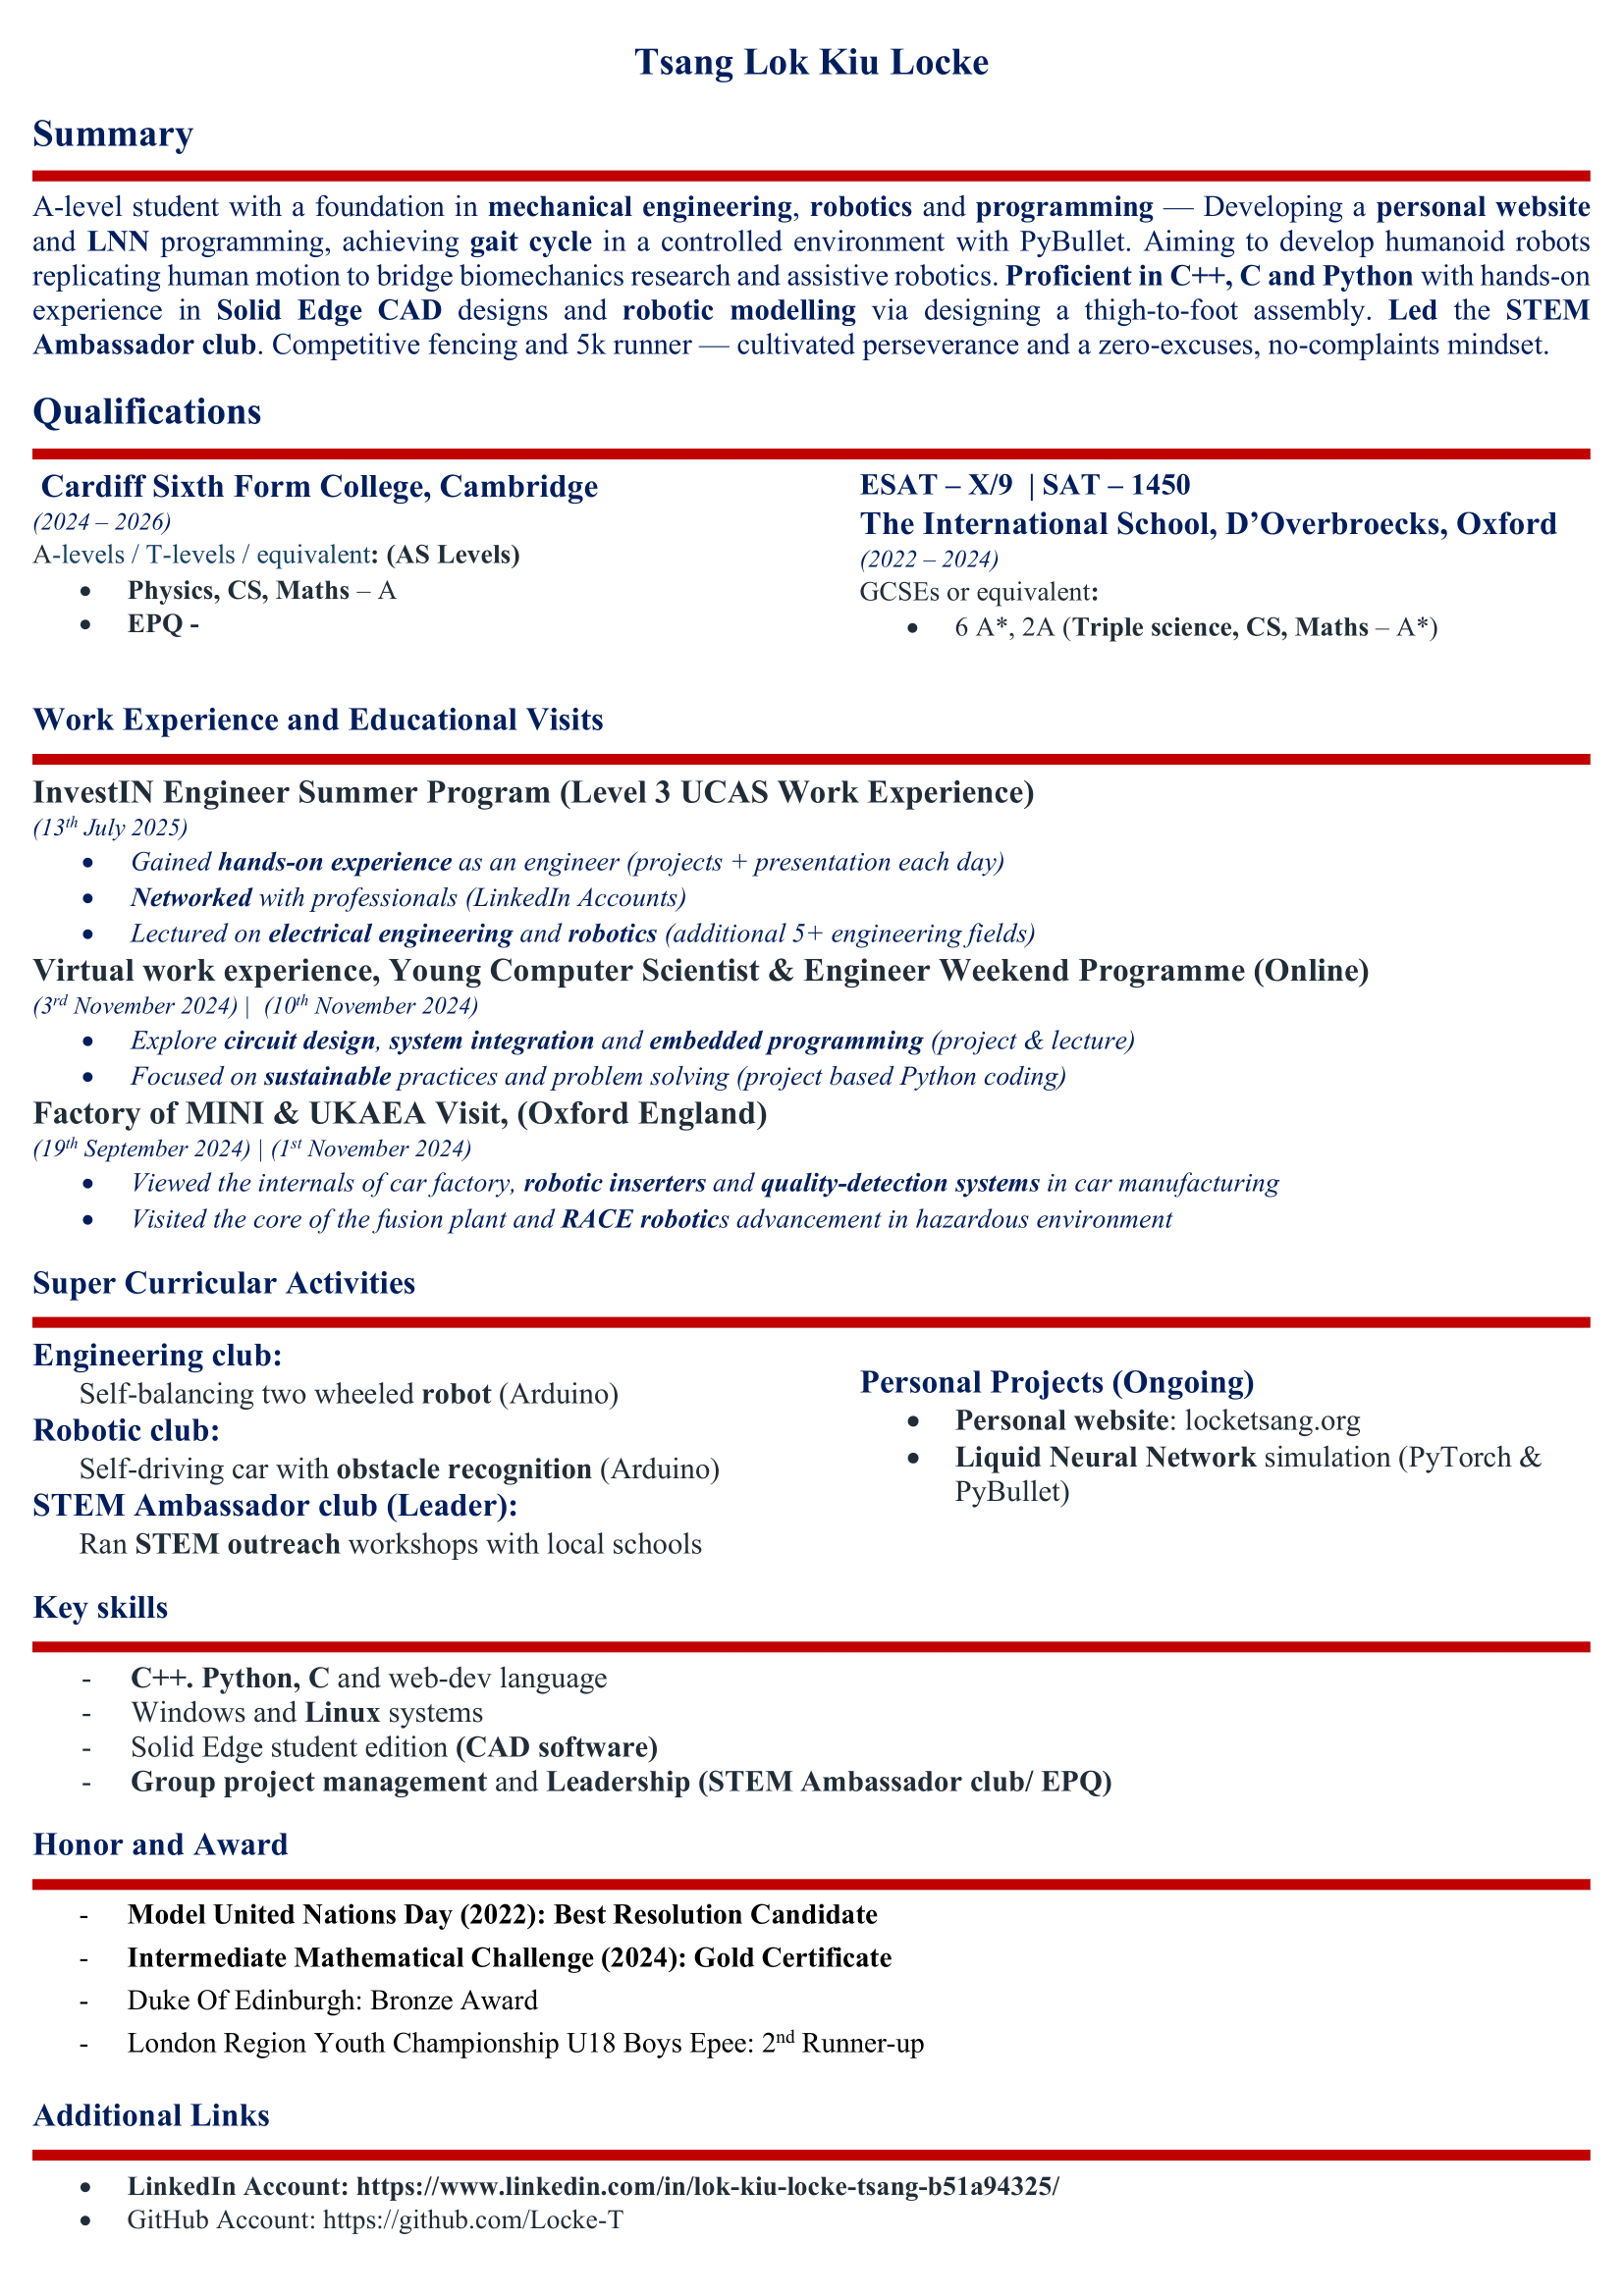 Tsang Lok Kiu Locke
Summary
A-level student with a foundation in mechanical engineering, robotics and programming — Developing a personal website
and LNN programming, achieving gait cycle in a controlled environment with PyBullet. Aiming to develop humanoid robots
replicating human motion to bridge biomechanics research and assistive robotics. Proficient in C++, C and Python with hands-on
experience in Solid Edge CAD designs and robotic modelling via designing a thigh-to-foot assembly. Led the STEM
Ambassador club. Competitive fencing and 5k runner — cultivated perseverance and a zero-excuses, no-complaints mindset.
Qualifications
Cardiff Sixth Form College, Cambridge
(2024 – 2026)
A-levels / T-levels / equivalent: (AS Levels)
• Physics, CS, Maths – A
• EPQ -
ESAT – X/9 | SAT – 1450
The International School, D’Overbroecks, Oxford
(2022 – 2024)
GCSEs or equivalent:
• 6 A*, 2A (Triple science, CS, Maths – A*)
Work Experience and Educational Visits
InvestIN Engineer Summer Program (Level 3 UCAS Work Experience)
(13th July 2025)
• Gained hands-on experience as an engineer (projects + presentation each day)
• Networked with professionals (LinkedIn Accounts)
• Lectured on electrical engineering and robotics (additional 5+ engineering fields)
Virtual work experience, Young Computer Scientist & Engineer Weekend Programme (Online)
(3rd November 2024) | (10th November 2024)
• Explore circuit design, system integration and embedded programming (project & lecture)
• Focused on sustainable practices and problem solving (project based Python coding)
Factory of MINI & UKAEA Visit, (Oxford England)
(19th September 2024) | (1st November 2024)
• Viewed the internals of car factory, robotic inserters and quality-detection systems in car manufacturing
• Visited the core of the fusion plant and RACE robotics advancement in hazardous environment
Super Curricular Activities
Engineering club:
Self-balancing two wheeled robot (Arduino)
Robotic club:
Self-driving car with obstacle recognition (Arduino)
STEM Ambassador club (Leader):
Ran STEM outreach workshops with local schools
Personal Projects (Ongoing)
• Personal website: locketsang.org
• Liquid Neural Network simulation (PyTorch &
PyBullet)
Key skills
- C++. Python, C and web-dev language
- Windows and Linux systems
- Solid Edge student edition (CAD software)
- Group project management and Leadership (STEM Ambassador club/ EPQ)
Honor and Award
- Model United Nations Day (2022): Best Resolution Candidate
- Intermediate Mathematical Challenge (2024): Gold Certificate
- Duke Of Edinburgh: Bronze Award
- London Region Youth Championship U18 Boys Epee: 2nd Runner-up
Additional Links
• LinkedIn Account: https://www.linkedin.com/in/lok-kiu-locke-tsang-b51a94325/
• GitHub Account: https://github.com/Locke-T